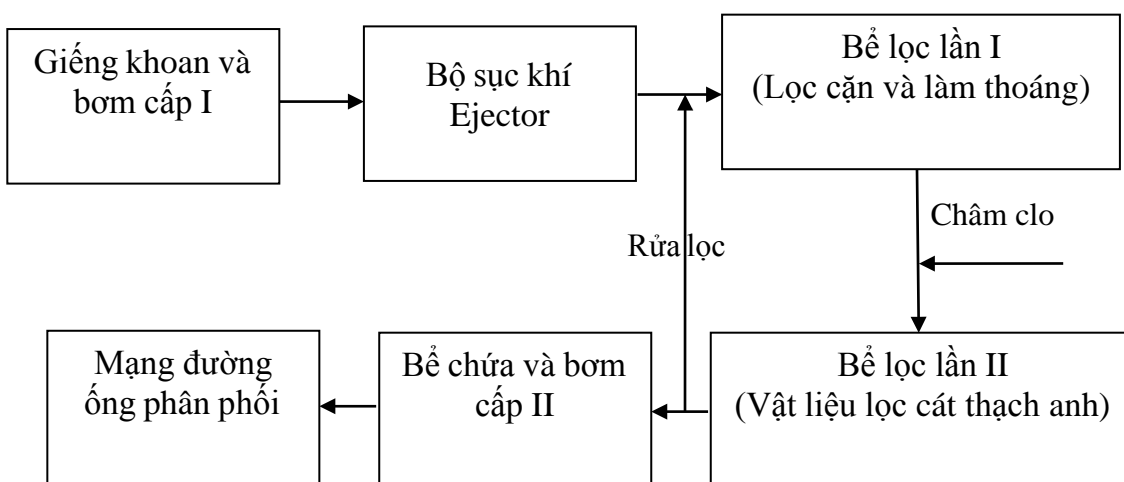 Giếng khoan và
bơm cấp I
Bộ sục khí
Ejector
Bể lọc lần I
(Lọc cặn và làm thoáng)
Châm clo
Rửa lọc
Mạng đường
ống phân phối
Bể chứa và bơm
cấp II
Bể lọc lần II
(Vật liệu lọc cát thạch anh)